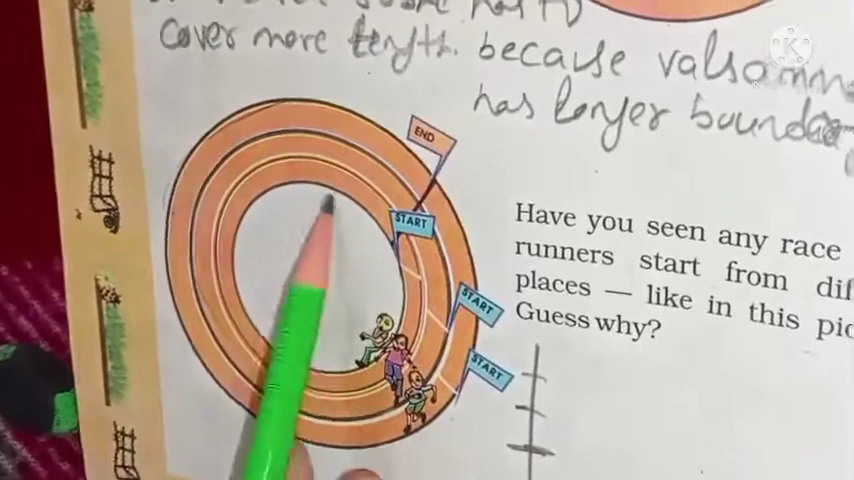 cover more length. because
has longer
END
START
START
START
Have you seen any race
runners start from
places — like in this
Guess why?
K